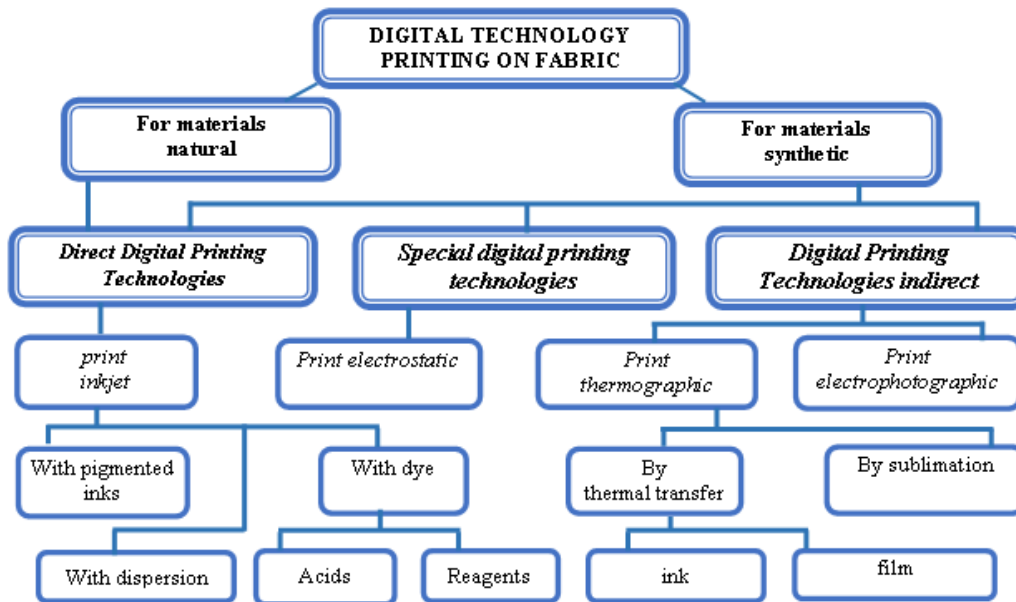 DIGITAL TECHNOLOGY
PRINTING ON FABRIC
For materials
natural
For materials
synthetic
Direct Digital Printing
Technologies
Special digital printing
technologies
Digital Printing
Technologies indirect
print
inkjet
Print electrostatic
Print
thermographic
Print
electrophotographic
With pigmented
inks
With dye
By
thermal transfer
By sublimation
With dispersion
Acids
Reagents
ink
film